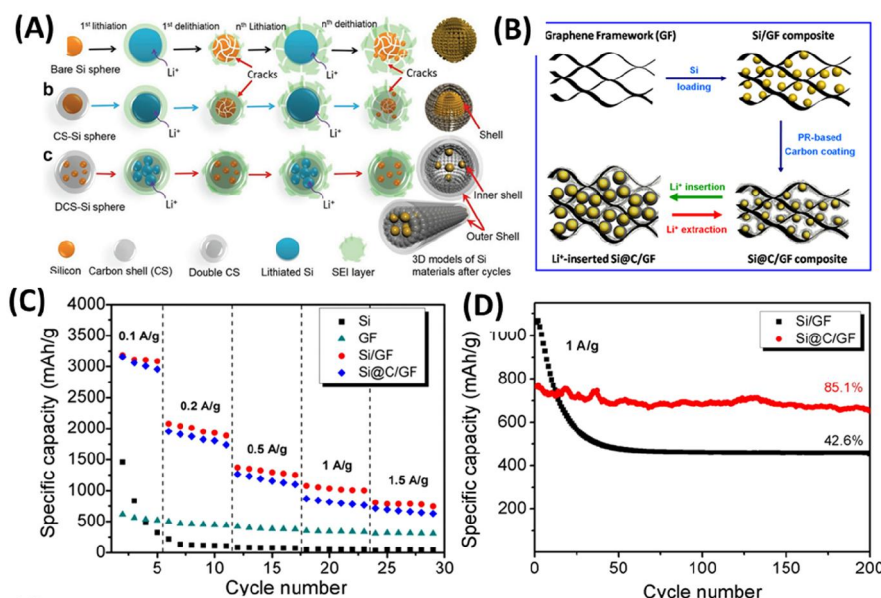 (A)
1st lithiation 1st delithiation nth Lithiation nth deithiation
Bare Si sphere
Li+
Cracks
Li+
Cracks
b
CS-Si sphere
Li+
Cracks
Li+
Shell
c
DCS-Si sphere
Li+
Li+
Inner shell
Outer Shell
Silicon
Carbon shell (CS)
Double CS
Lithiated Si
SEI layer
3D models of Si
materials after cycles
(B)
Graphene Framework (GF)
Si/GF composite
Si
loading
PR-based
Carbon coating
Li+ insertion
Li+ extraction
Li+-inserted Si@C/GF
Si@C/GF composite
(C)
Specific capacity (mAh/g)
4000
3500
3000
2500
2000
1500
1000
500
0
0.1 A/g
0.2 A/g
0.5 A/g
1 A/g
1.5 A/g
Si
GF
Si/GF
Si@C/GF
5 10 15 20 25 30
Cycle number
(D)
Specific capacity (mAh/g)
1000
800
600
400
200
1 A/g
Si/GF
Si@C/GF
85.1%
42.6%
0 50 100 150 200
Cycle number